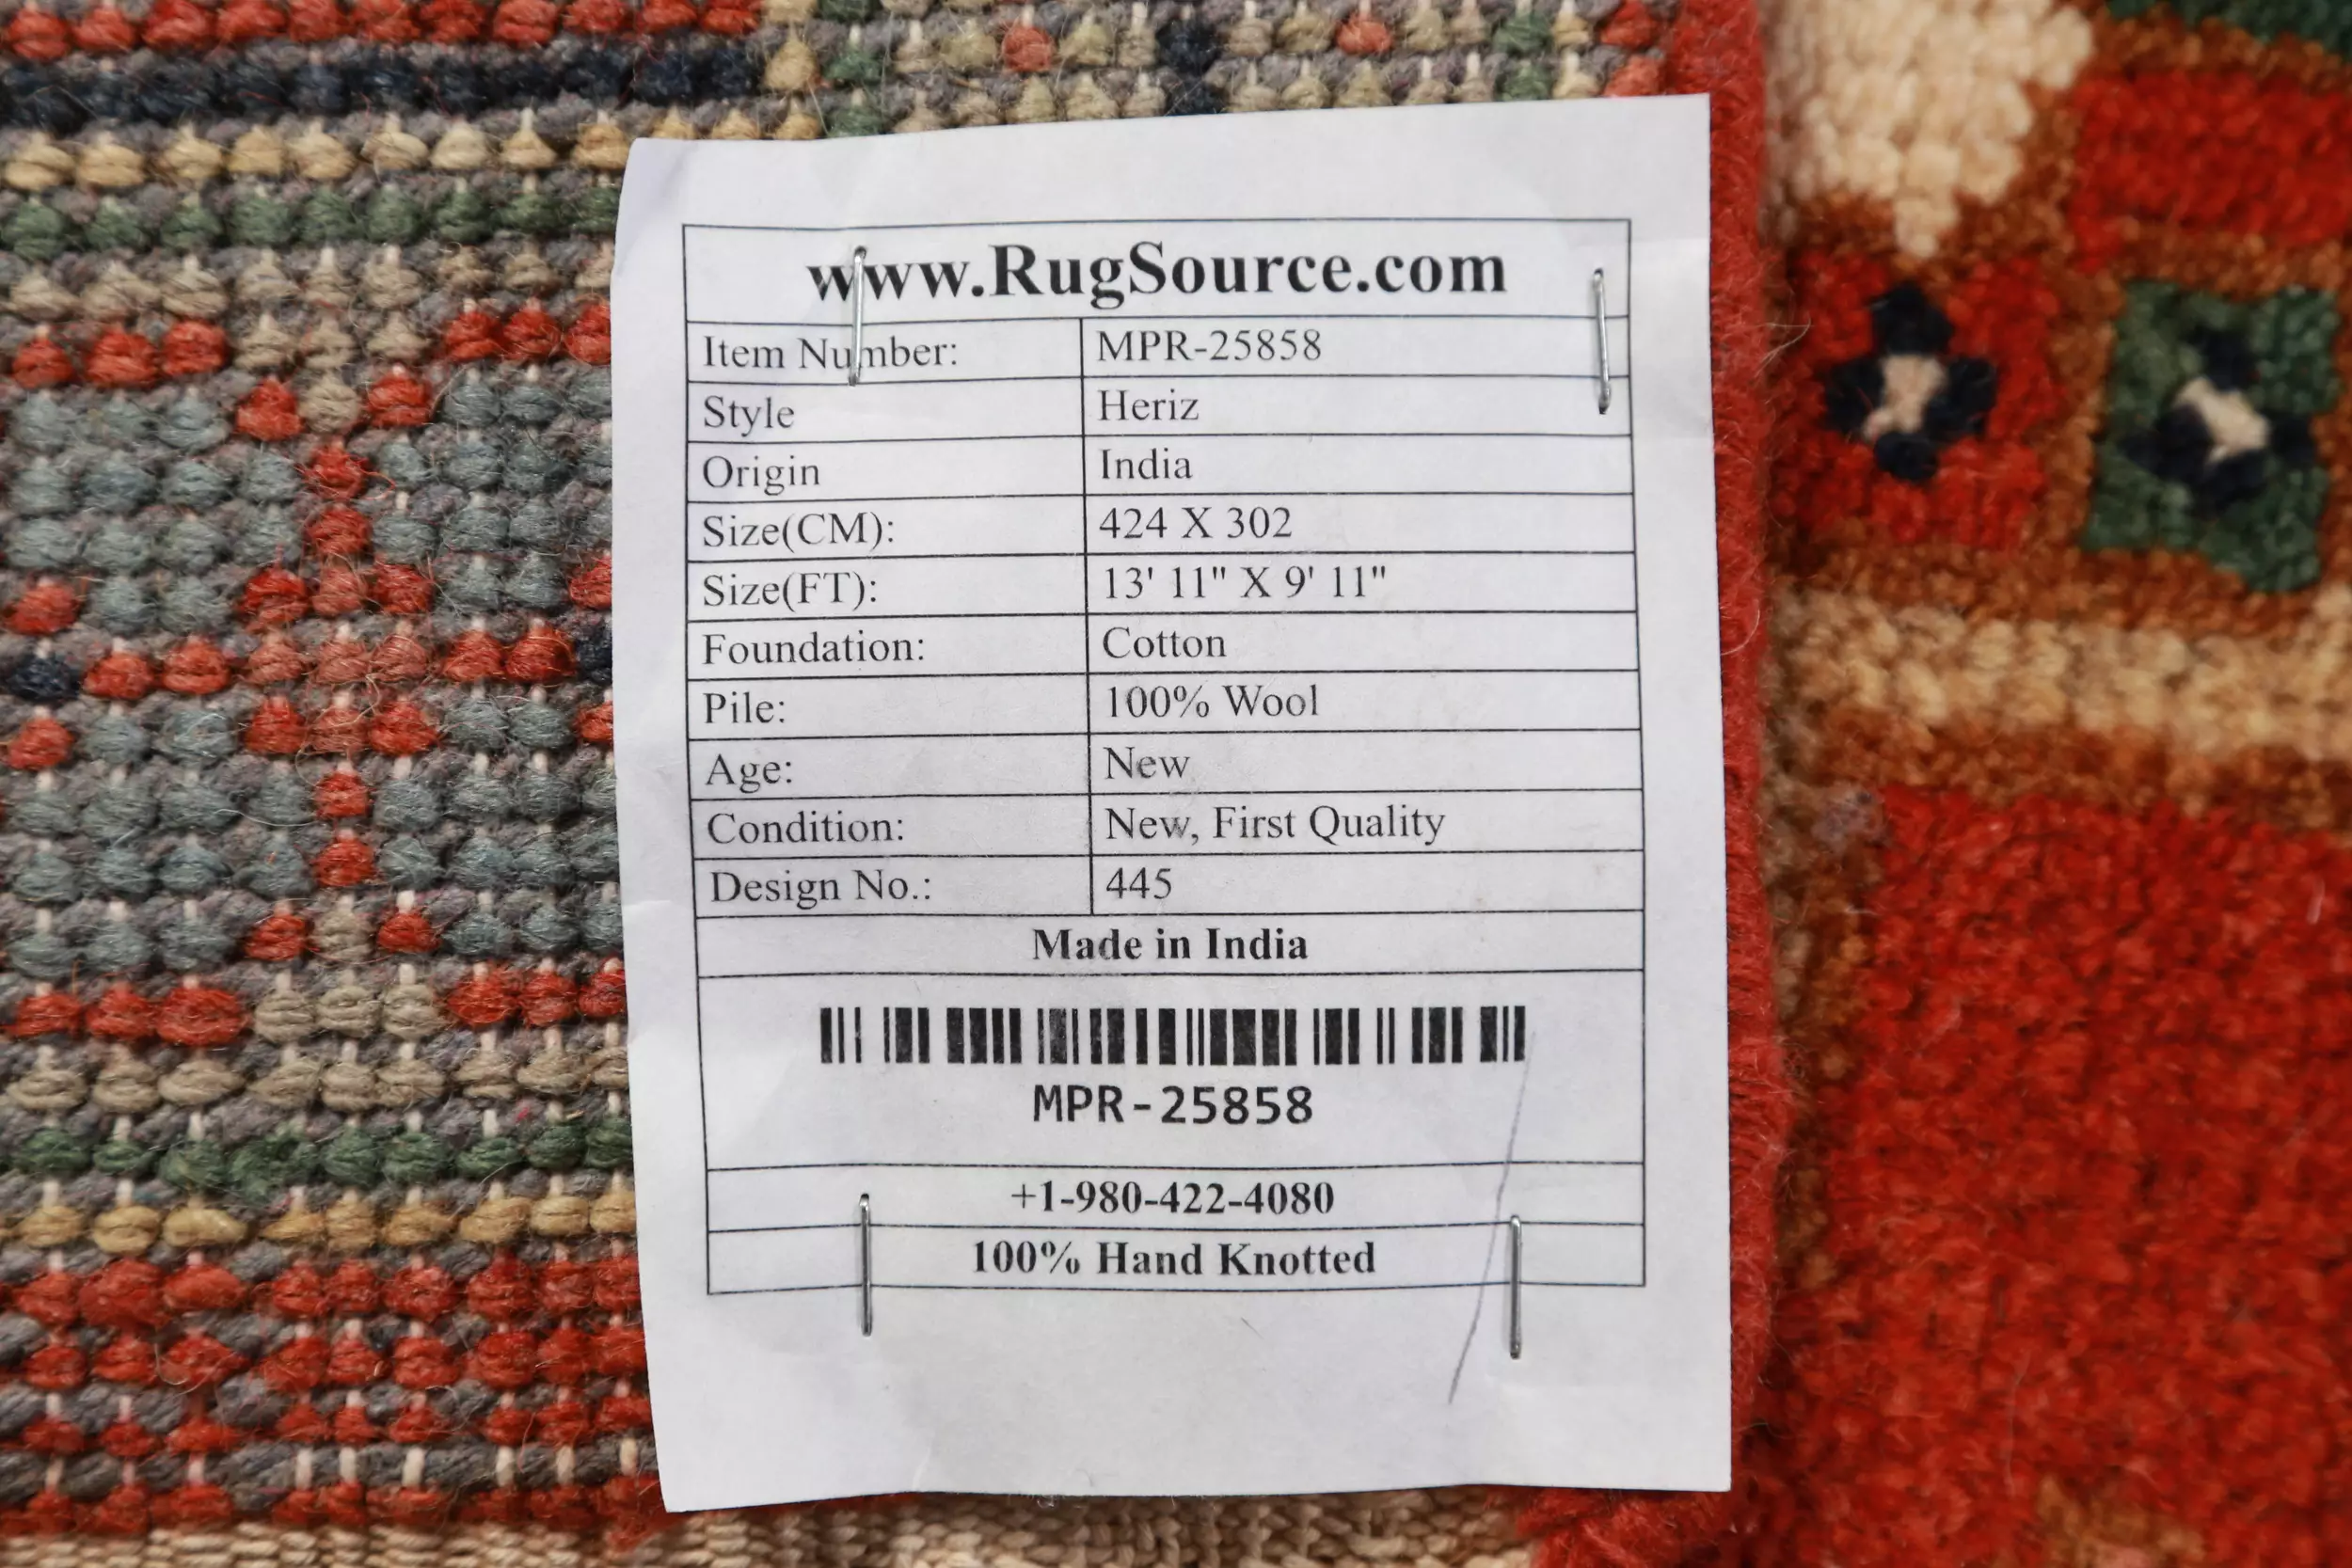 www.RugSource.com
Item Number: MPR-25858
Style Heriz
Origin India
Size(CM): 424 X 302
Size(FT): 13' 11" X 9' 11"
Foundation: Cotton
Pile: 100% Wool
Age: New
Condition: New, First Quality
Design No.: 445
Made in India
MPR-25858
+1-980-422-4080
100% Hand Knotted